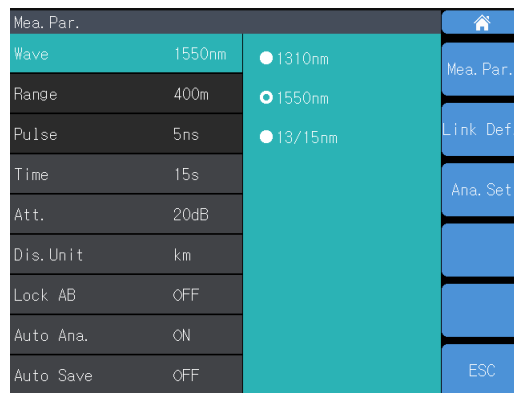 Mea. Par.
Wave 1550nm
Range 400m
Pulse 5ns
Time 15s
Att. 20dB
Dis.Unit km
Lock AB OFF
Auto Ana. ON
Auto Save OFF
1310nm
1550nm
13/15nm
Mea. Par.
Link Def
Ana. Set
ESC